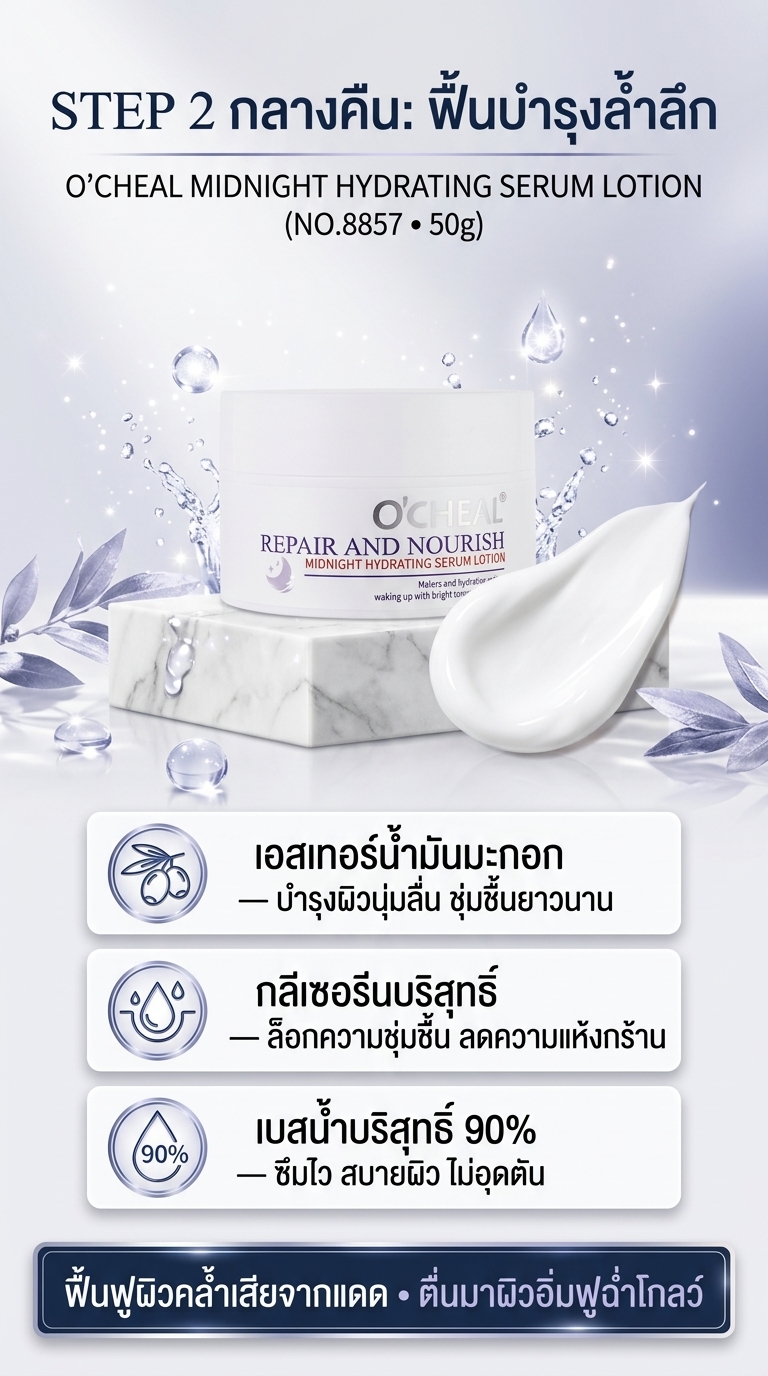 STEP 2 กลางคืน: ฟื้นบำรุงล้ำลึก
O'CHEAL MIDNIGHT HYDRATING SERUM LOTION
(NO.8857 • 50g)
O'CHEAL®
REPAIR AND NOURISH
MIDNIGHT HYDRATING SERUM LOTION
Malers and hydration
waking up with bright
เอสเทอร์น้ำมันมะกอก
— บำรุงผิวนุ่มลื่น ชุ่มชื้นยาวนาน
กลีเซอรีนบริสุทธิ์
— ล็อกความชุ่มชื้น ลดความแห้งกร้าน
90%
เบสน้ำบริสุทธิ์ 90%
— ซึมไว สบายผิว ไม่อุดตัน
ฟื้นฟูผิวคล้ำเสียจากแดด • ตื่นมาผิวอิ่มฟูฉ่ำโกลว์